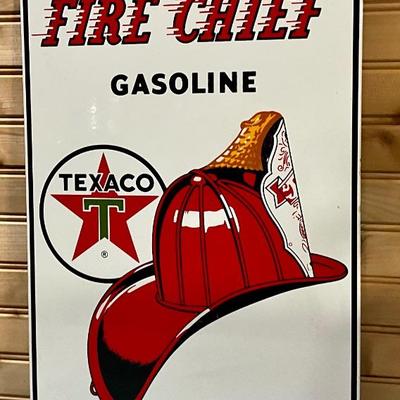 FIRE CHIEF
GASOLINE
TEXACO
T
®